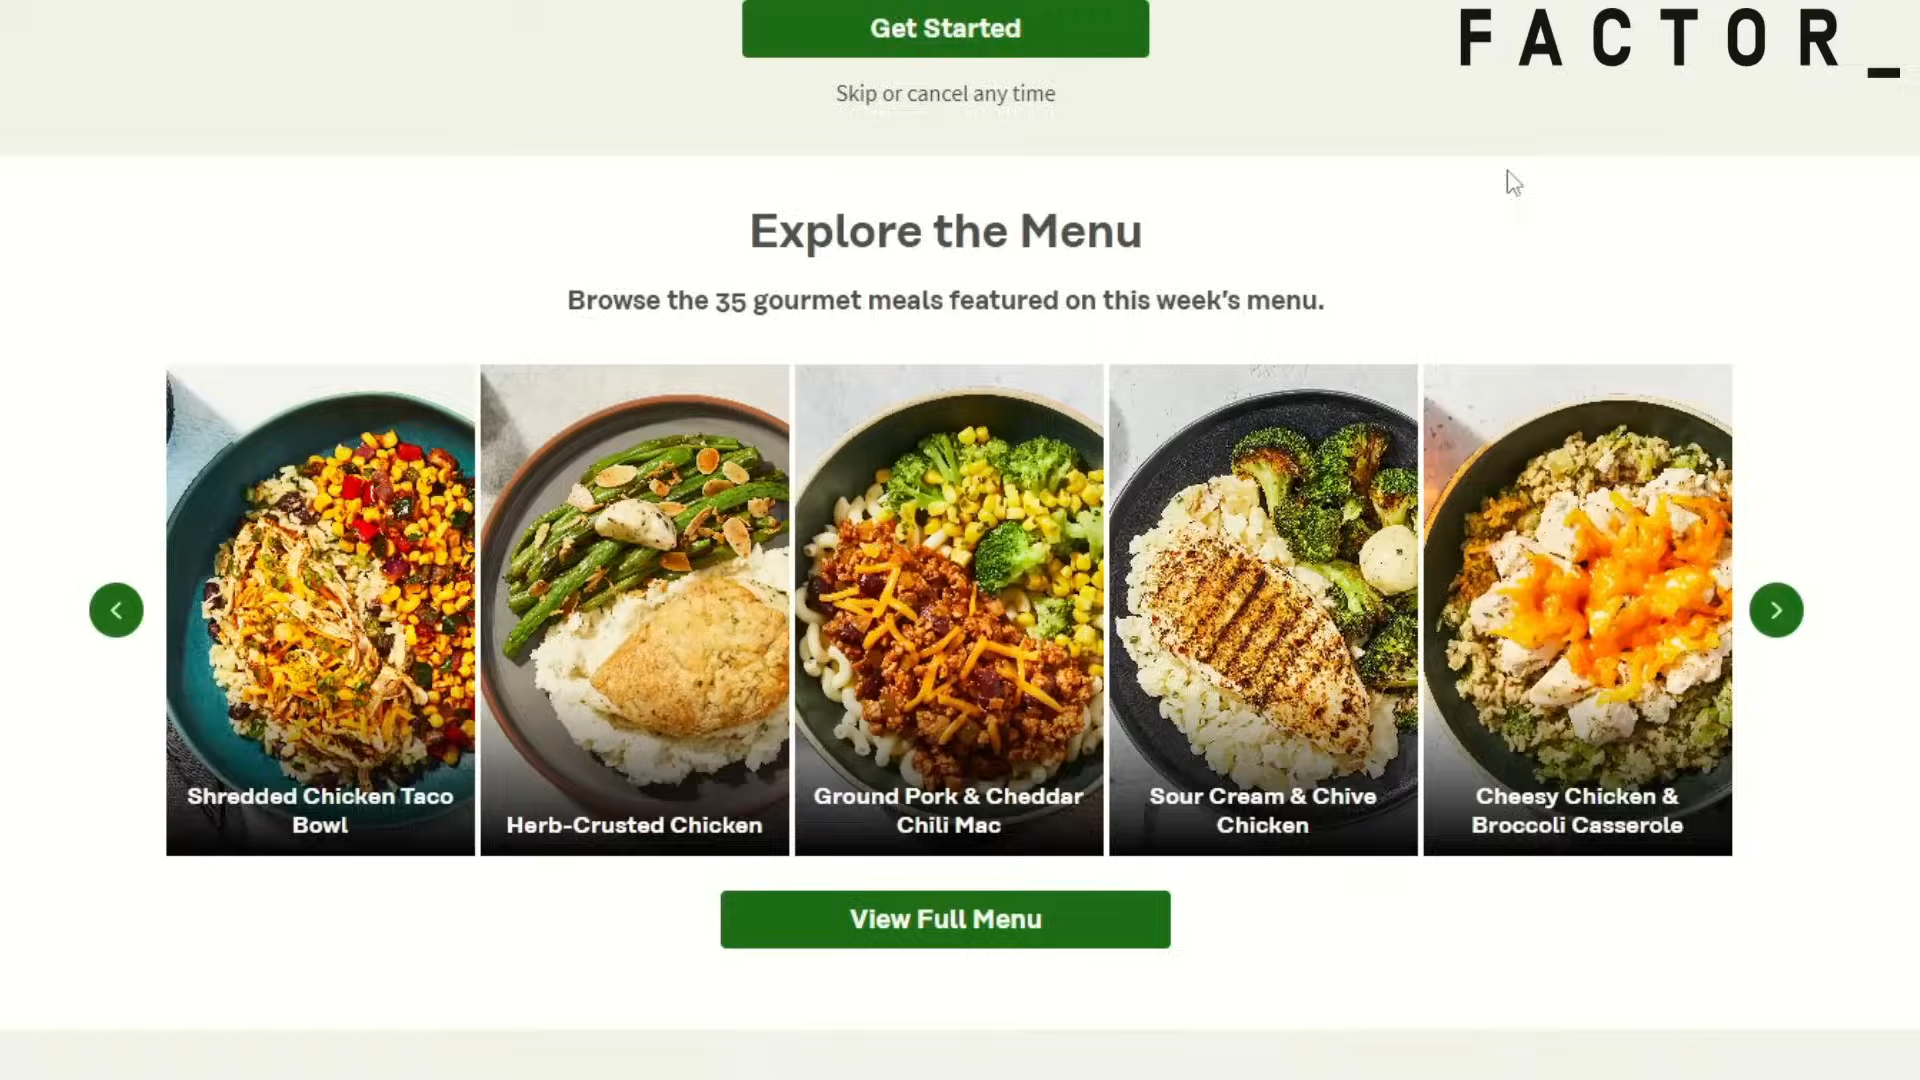 Get Started
FACTOR_
Skip or cancel any time
Explore the Menu
Browse the 35 gourmet meals featured on this week's menu.
Shredded Chicken Taco
Bowl
Herb-Crusted Chicken
Ground Pork & Cheddar
Chili Mac
Sour Cream & Chive
Chicken
Cheesy Chicken &
Broccoli Casserole
View Full Menu